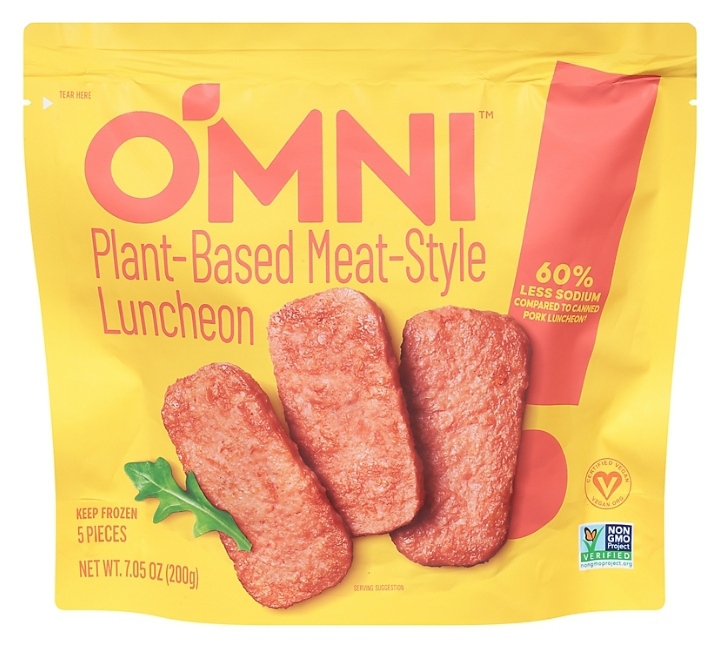 TEAR HERE
O'MNI™
Plant-Based Meat-Style
Luncheon
60%
LESS SODIUM
COMPARED TO CANNED
PORK LUNCHEON†
KEEP FROZEN
5 PIECES
NET WT. 7.05 OZ (200g)
SERVING SUGGESTION
CERTIFIED VEGAN
VEGAN.ORG
NON
GMO
Project
VERIFIED
nongmoproject.org